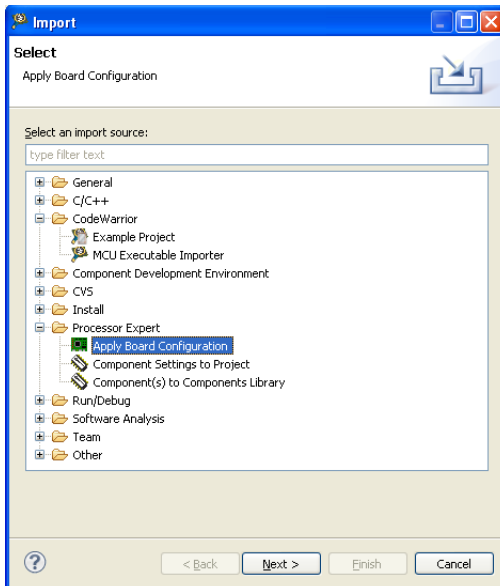 Import
Select
Apply Board Configuration
Select an import source:
type filter text
General
C/C++
CodeWarrior
Example Project
MCU Executable Importer
Component Development Environment
CVS
Install
Processor Expert
Apply Board Configuration
Component Settings to Project
Component(s) to Components Library
Run/Debug
Software Analysis
Team
Other
? < Back Next > Finish Cancel